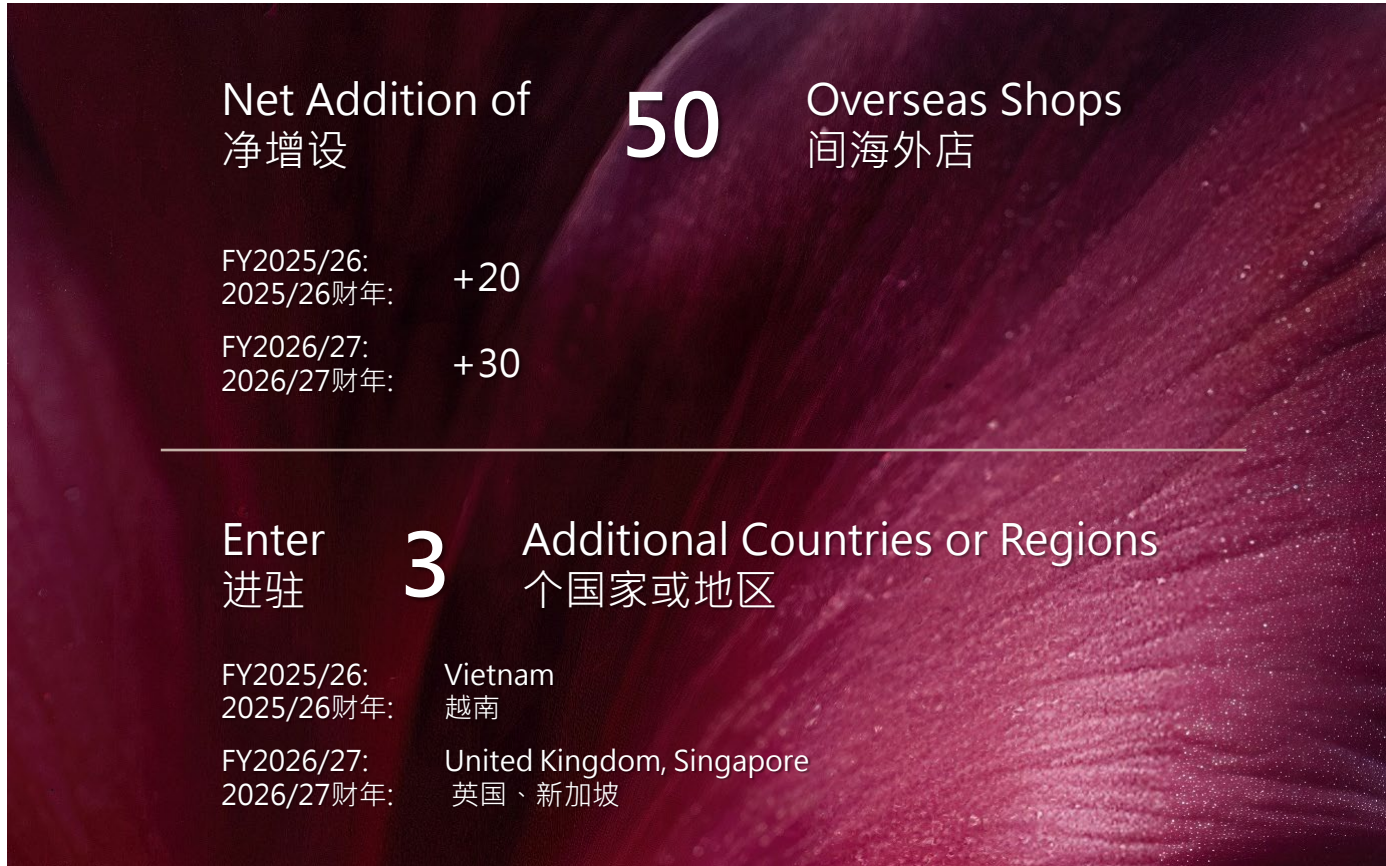 Net Addition of
净增设
50
Overseas Shops
间海外店
FY2025/26:
2025/26财年:
+20
FY2026/27:
2026/27财年:
+30
Enter
进驻
3
Additional Countries or Regions
个国家或地区
FY2025/26:
2025/26财年:
Vietnam
越南
FY2026/27:
2026/27财年:
United Kingdom, Singapore
英国、新加坡